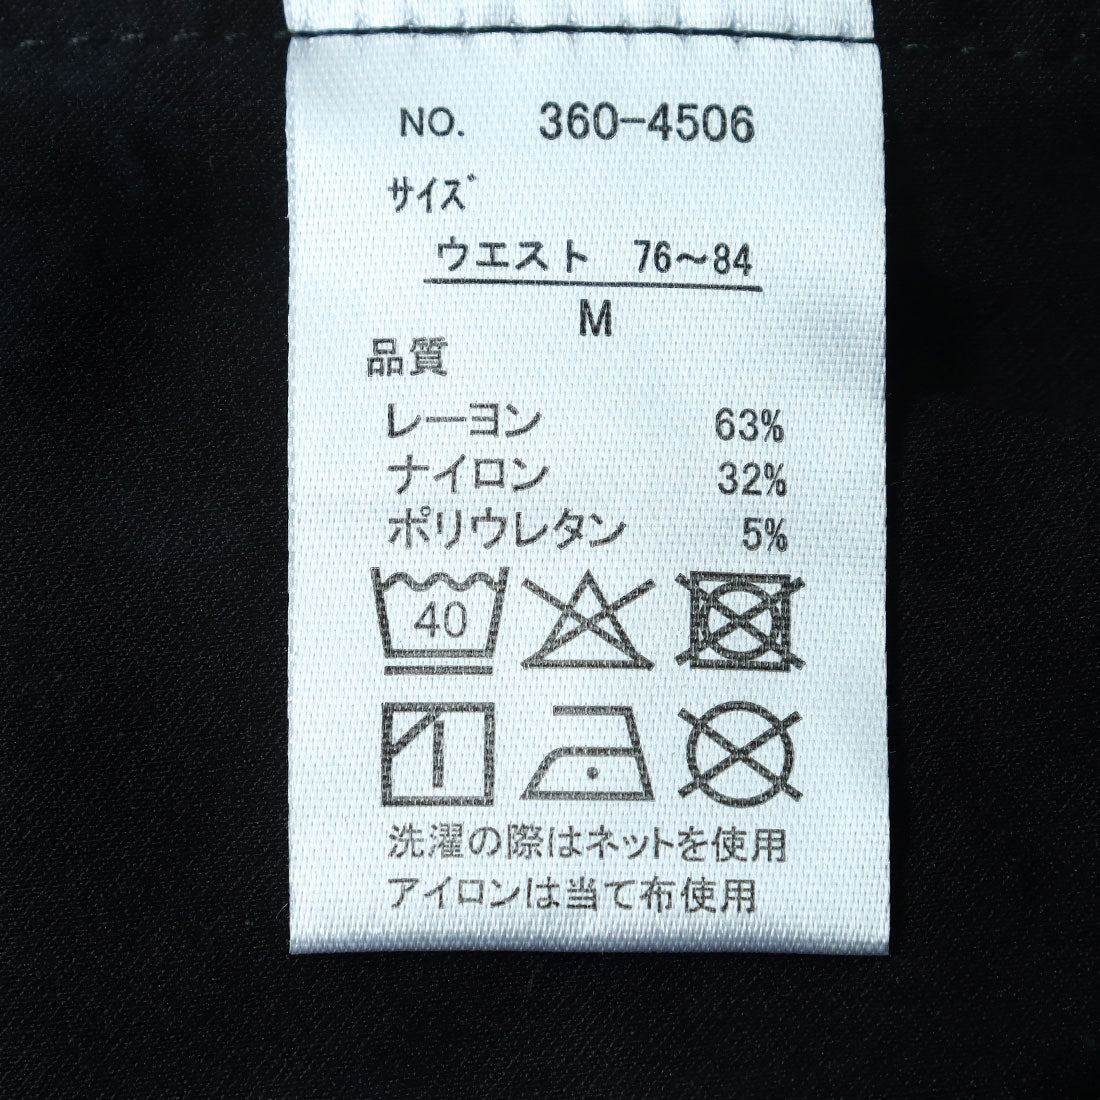 NO. 360-4506
サイズ
ウエスト 76～84
M
品質
レーヨン 63%
ナイロン 32%
ポリウレタン 5%
40
洗濯の際はネットを使用
アイロンは当て布使用